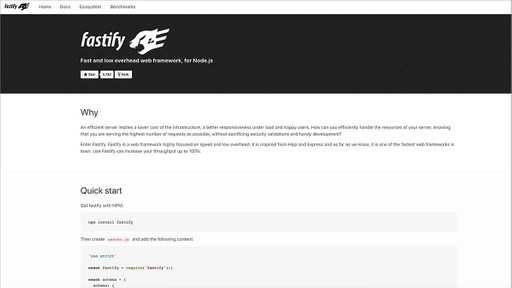 fastify
Home Docs Ecosystem Benchmarks
fastify
Fast and low overhead web framework, for Node.js
Star Fork
Why
An efficient server implies a lower cost of the infrastructure, a better responsiveness under load and happy users. How can you efficiently handle the resources of your server, knowing
that you are serving the highest number of requests as possible, without sacrificing security validations and handy development?
Enter Fastify. Fastify is a web framework highly focused on speed and low overhead. It is inspired from Hapi and Express and as far as we know, it is one of the fastest web frameworks in
town. Use Fastify can increase your throughput up to 100%.
Quick start
Get fastify with NPM:
npm install fastify
Then create server.js and add the following content:
'use strict'
const fastify = require('fastify')()
const schema = {
schema: {